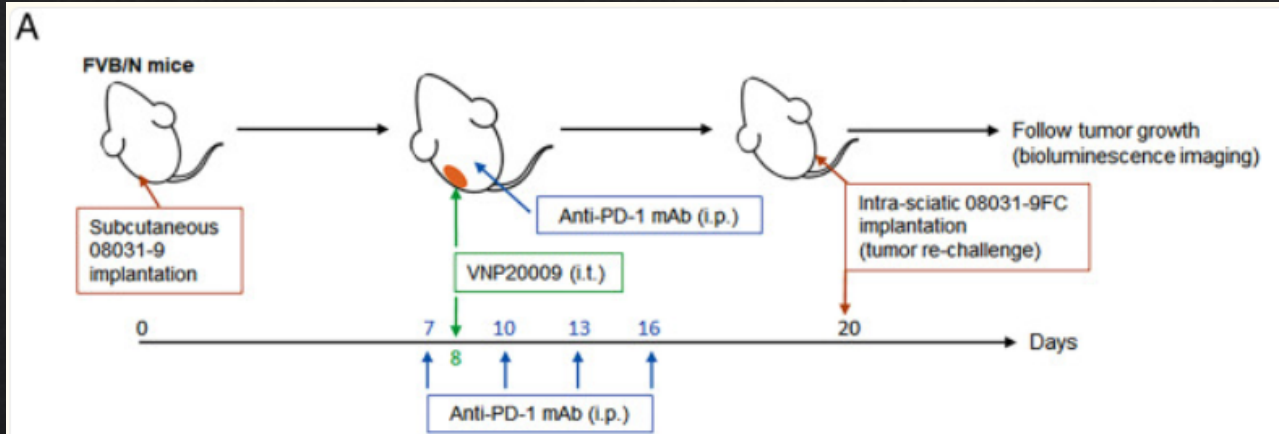 A
FVB/N mice
Follow tumor growth
(bioluminescence imaging)
Anti-PD-1 mAb (i.p.)
Subcutaneous
08031-9
implantation
Intra-sciatic 08031-9FC
implantation
(tumor re-challenge)
VNP20009 (i.t.)
0 7 10 13 16 20
8
Days
Anti-PD-1 mAb (i.p.)